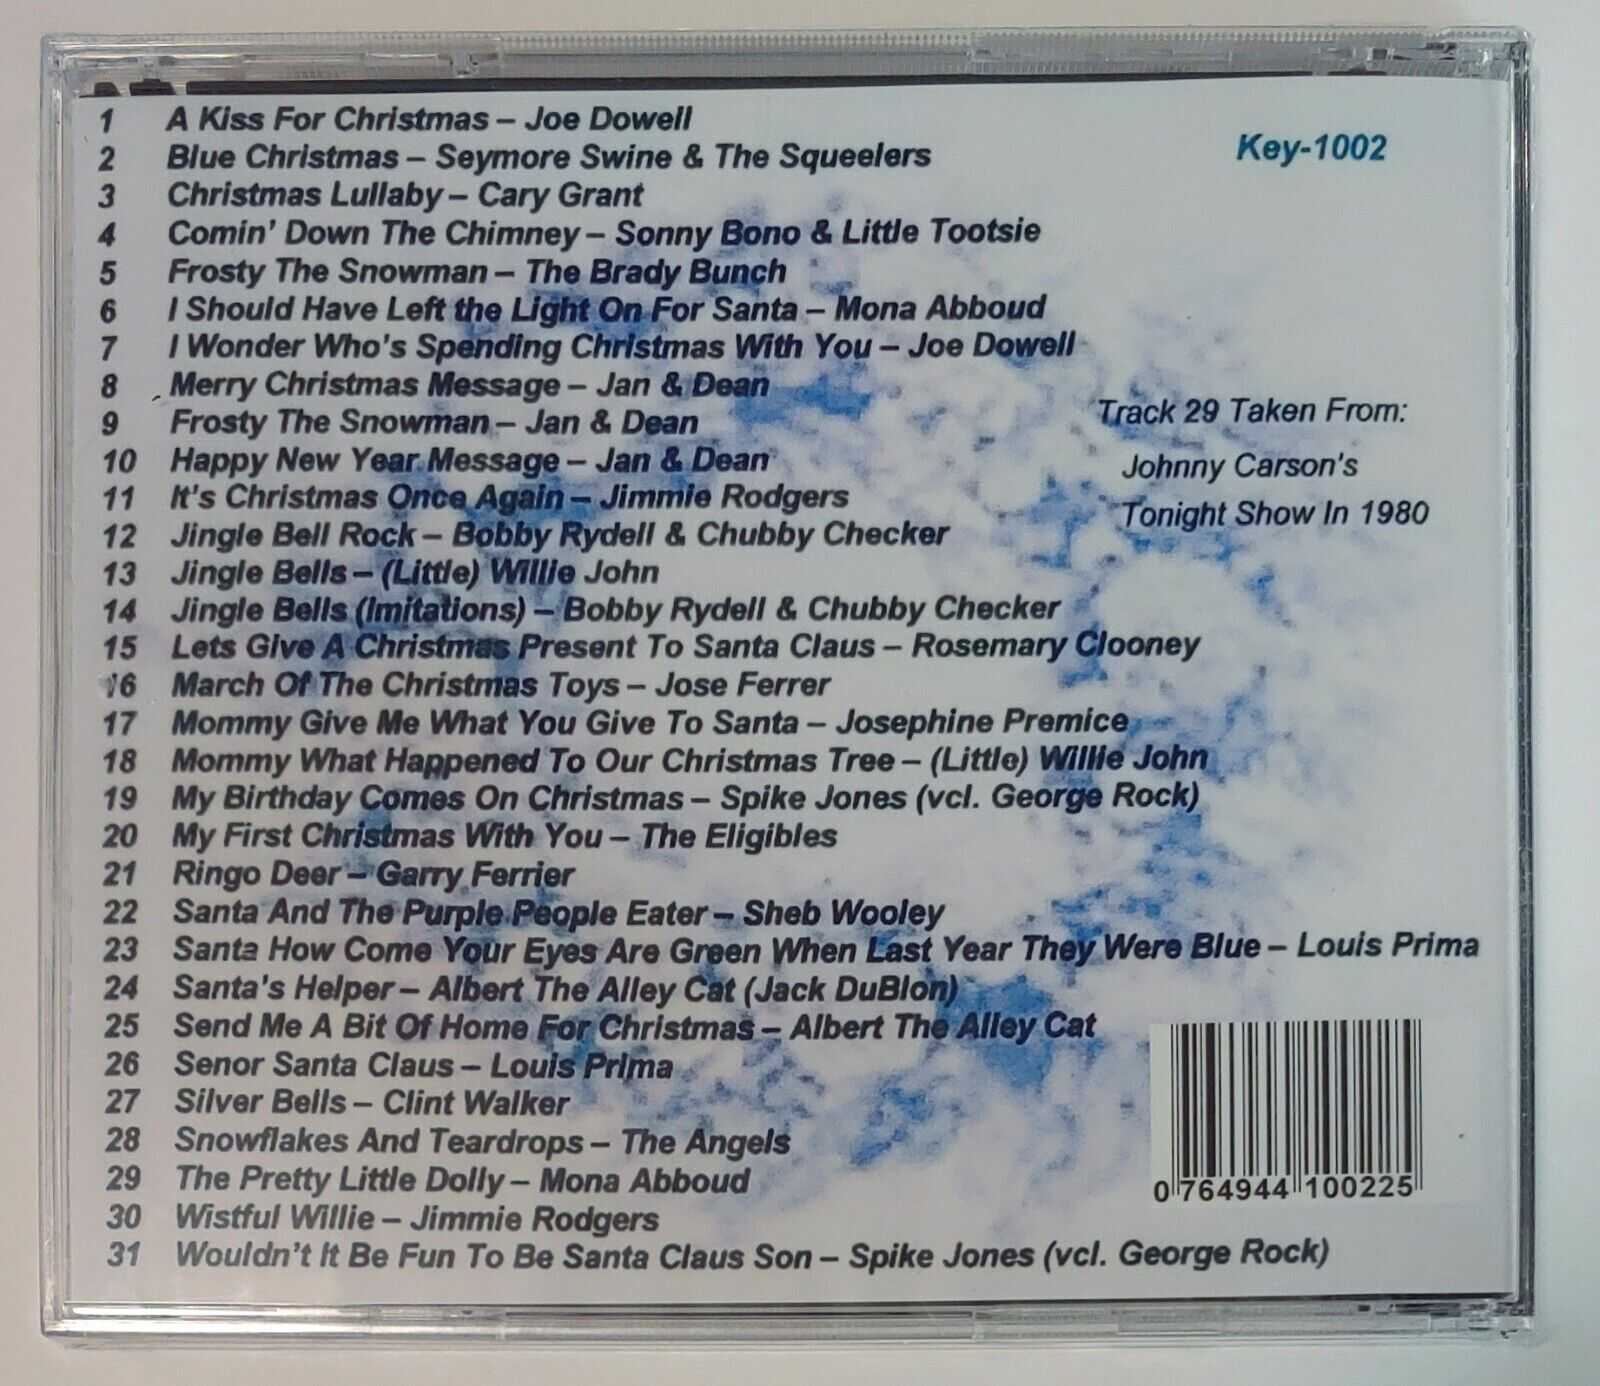 1 A Kiss For Christmas – Joe Dowell
2 Blue Christmas – Seymore Swine & The Squeelers
3 Christmas Lullaby – Cary Grant
4 Comin' Down The Chimney – Sonny Bono & Little Tootsie
5 Frosty The Snowman – The Brady Bunch
6 I Should Have Left the Light On For Santa – Mona Abboud
7 I Wonder Who's Spending Christmas With You – Joe Dowell
8 Merry Christmas Message – Jan & Dean
9 Frosty The Snowman – Jan & Dean
10 Happy New Year Message – Jan & Dean
11 It's Christmas Once Again – Jimmie Rodgers
12 Jingle Bell Rock – Bobby Rydell & Chubby Checker
13 Jingle Bells – (Little) Willie John
14 Jingle Bells (Imitations) – Bobby Rydell & Chubby Checker
15 Lets Give A Christmas Present To Santa Claus – Rosemary Clooney
16 March Of The Christmas Toys – Jose Ferrer
17 Mommy Give Me What You Give To Santa – Josephine Premice
18 Mommy What Happened To Our Christmas Tree – (Little) Willie John
19 My Birthday Comes On Christmas – Spike Jones (vcl. George Rock)
20 My First Christmas With You – The Eligibles
21 Ringo Deer – Garry Ferrier
22 Santa And The Purple People Eater – Sheb Wooley
23 Santa How Come Your Eyes Are Green When Last Year They Were Blue – Louis Prima
24 Santa's Helper – Albert The Alley Cat (Jack DuBlon)
25 Send Me A Bit Of Home For Christmas – Albert The Alley Cat
26 Senor Santa Claus – Louis Prima
27 Silver Bells – Clint Walker
28 Snowflakes And Teardrops – The Angels
29 The Pretty Little Dolly – Mona Abboud
30 Wistful Willie – Jimmie Rodgers
31 Wouldn't It Be Fun To Be Santa Claus Son – Spike Jones (vcl. George Rock)
Key-1002
Track 29 Taken From:
Johnny Carson's
Tonight Show In 1980
0 764944 100225